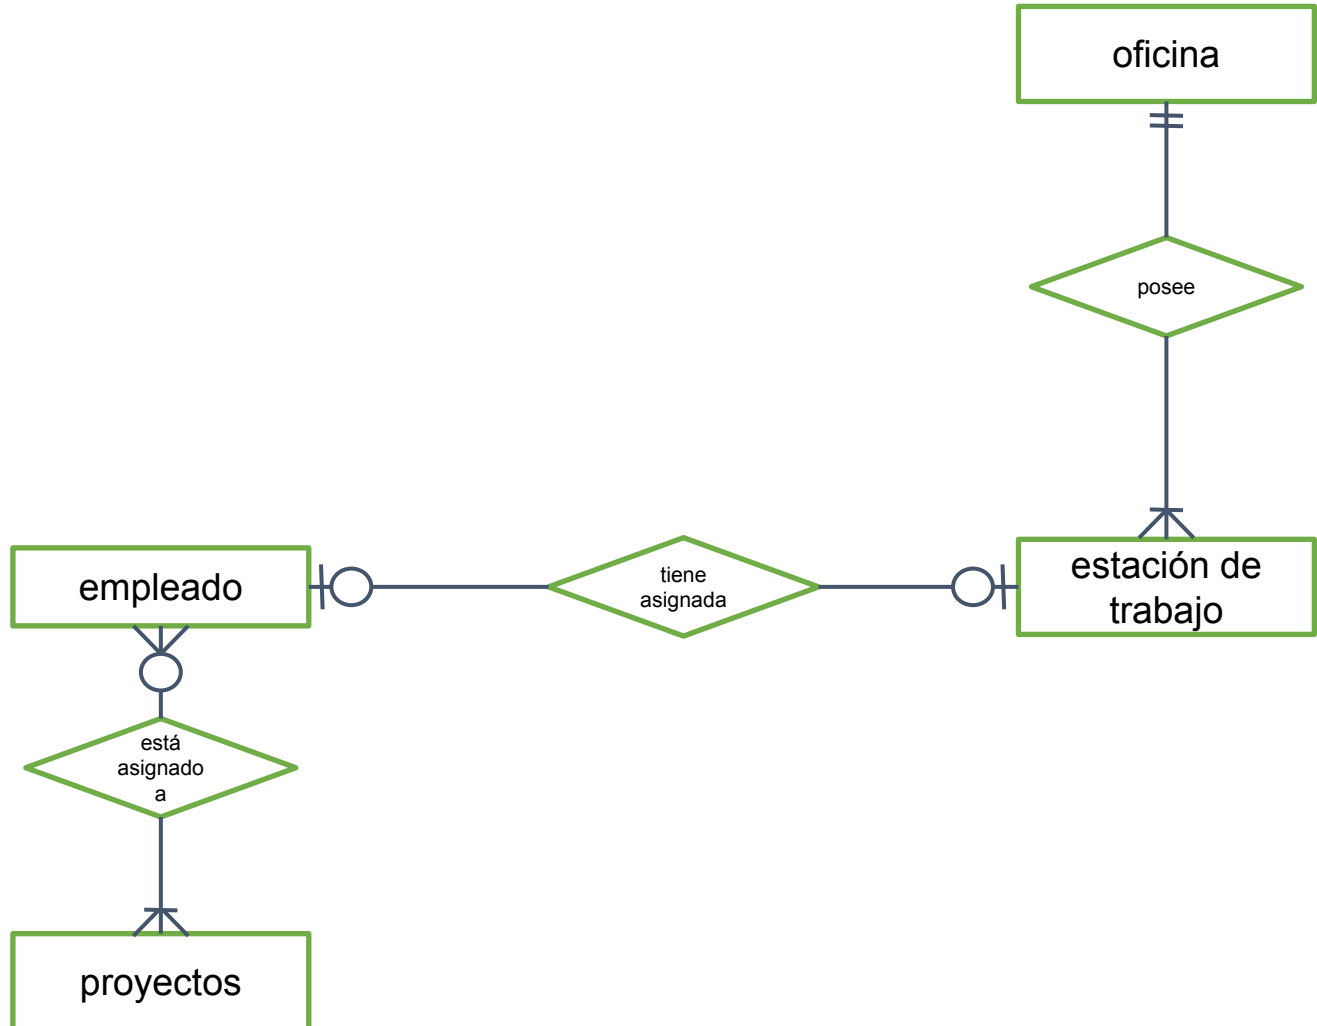 oficina
posee
estación de
trabajo
tiene
asignada
empleado
está
asignado
a
proyectos